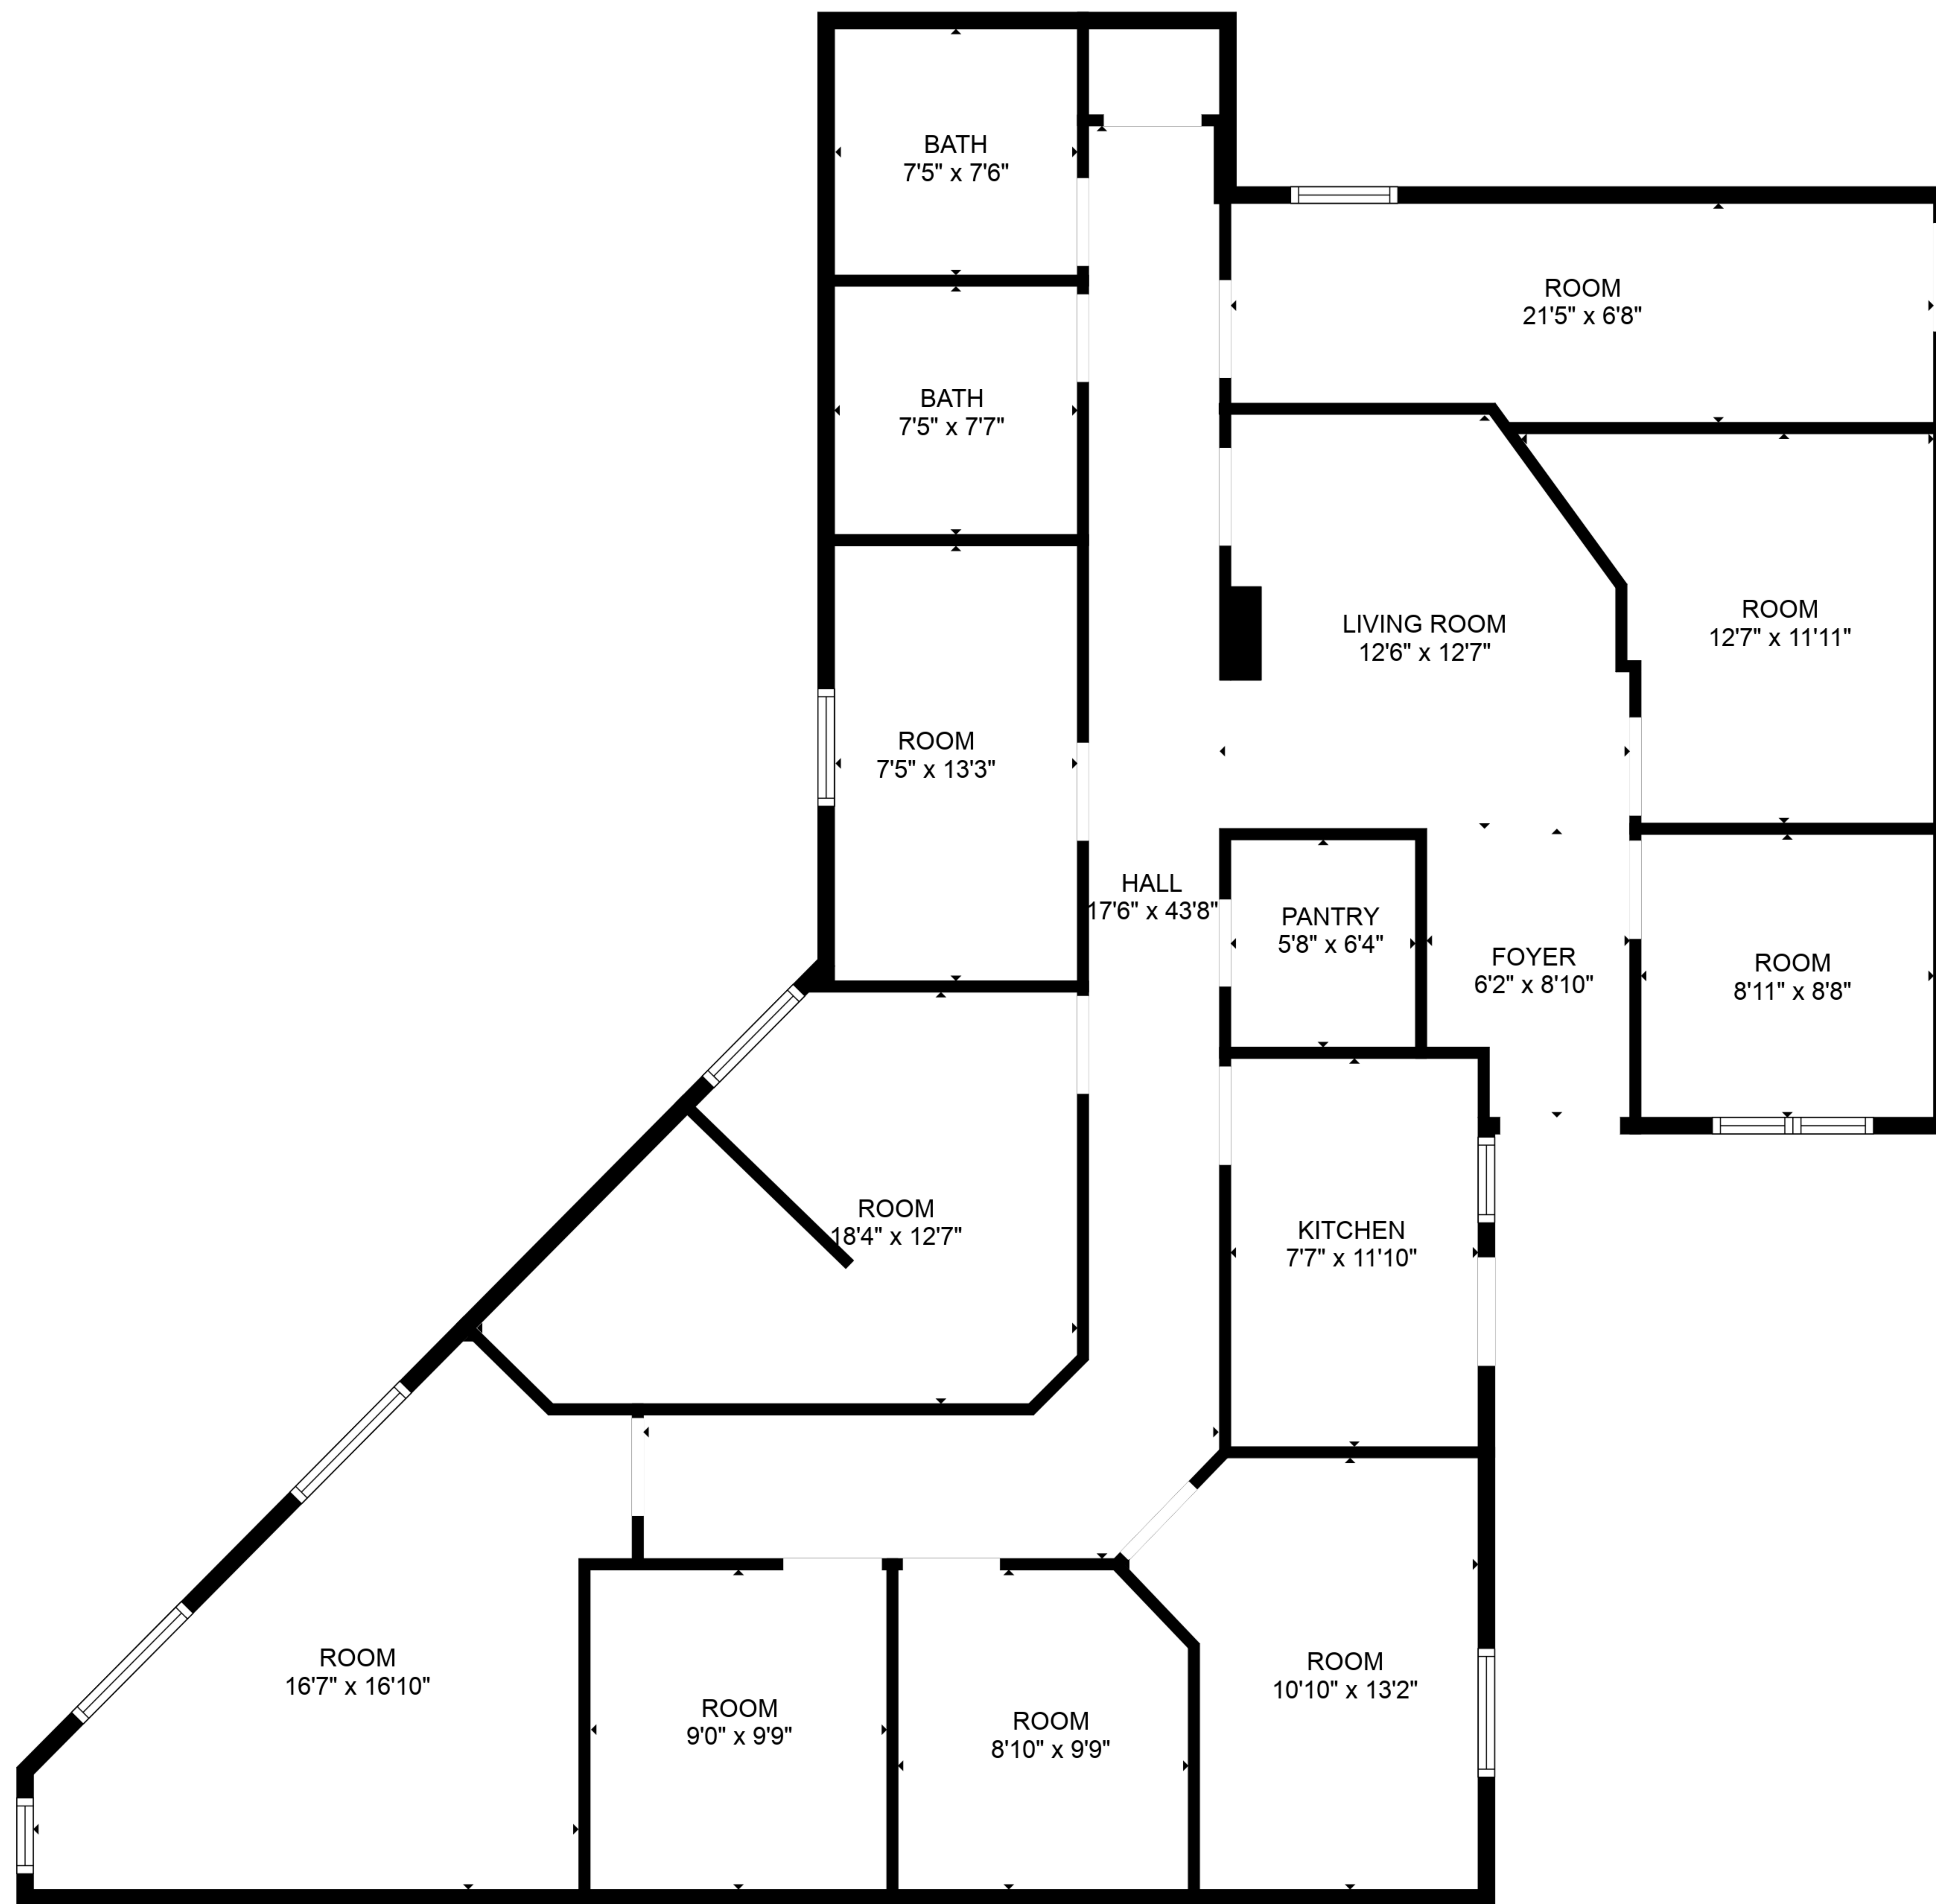 BATH
7'5" x 7'6"
ROOM
21'5" x 6'8"
BATH
7'5" x 7'7"
LIVING ROOM
12'6" x 12'7"
ROOM
12'7" x 11'11"
ROOM
7'5" x 13'3"
HALL
17'6" x 43'8"
PANTRY
5'8" x 6'4"
FOYER
6'2" x 8'10"
ROOM
8'11" x 8'8"
ROOM
18'4" x 12'7"
KITCHEN
7'7" x 11'10"
ROOM
16'7" x 16'10"
ROOM
9'0" x 9'9"
ROOM
8'10" x 9'9"
ROOM
10'10" x 13'2"